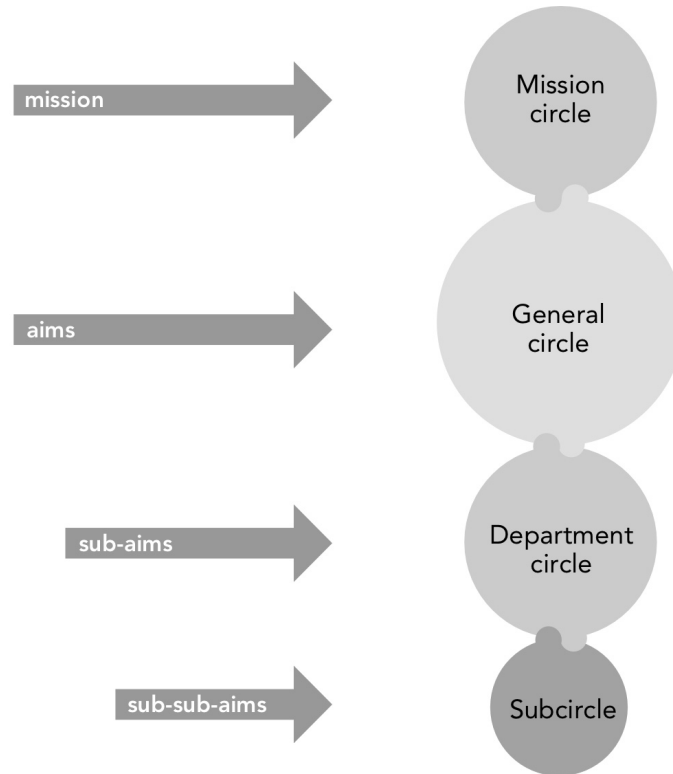 mission
Mission
circle
aims
General
circle
sub-aims
Department
circle
sub-sub-aims
Subcircle